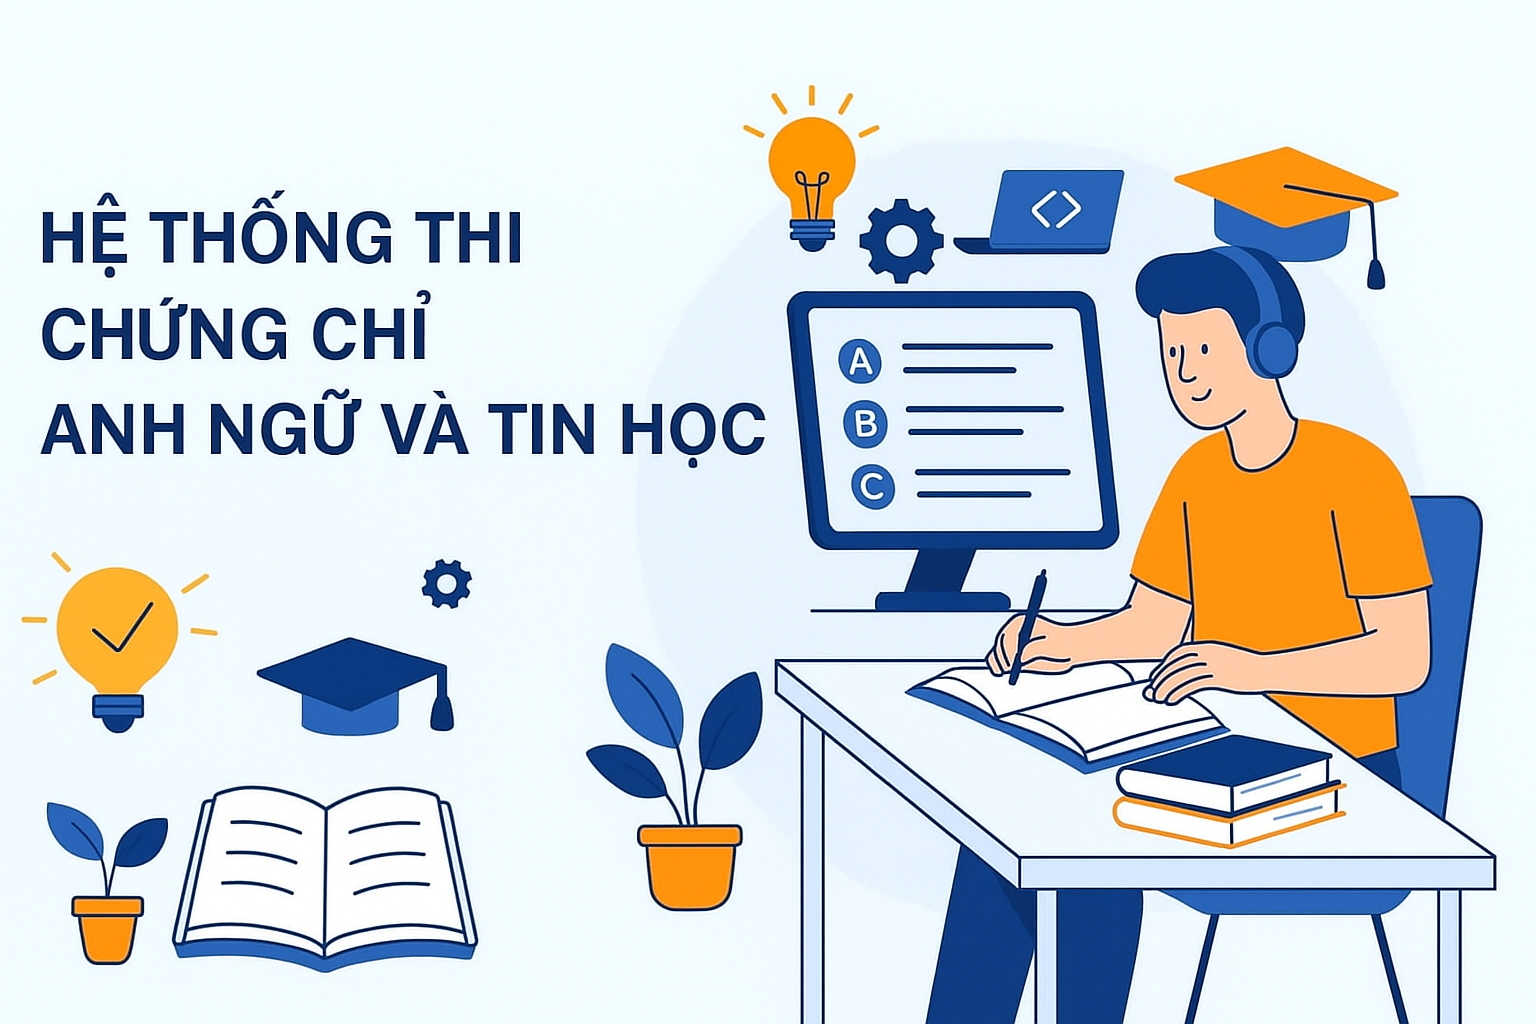 HỆ THỐNG THI
CHỨNG CHỈ
ANH NGỮ VÀ TIN HỌC
A
B
C